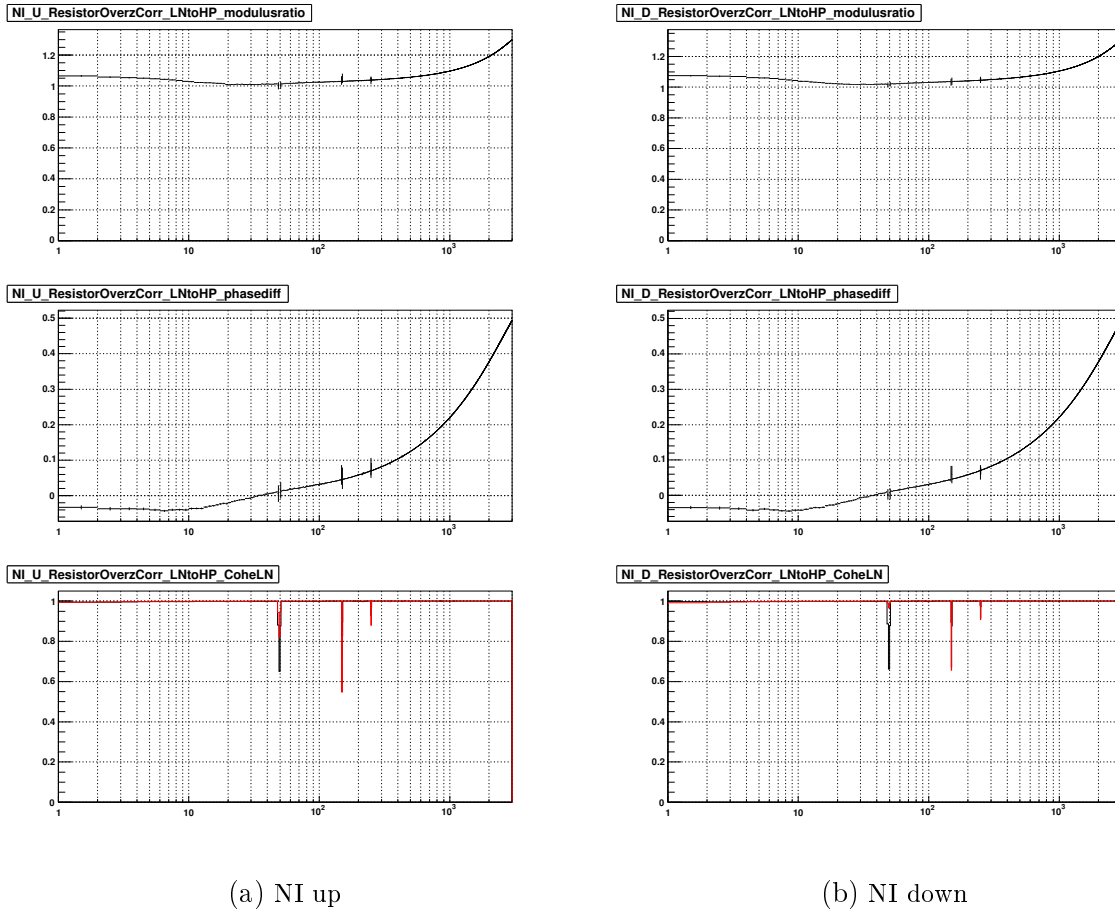 NI_U_ResistorOverzCorr_LNtoHP_modulusratio
1.2
1
0.8
0.6
0.4
0.2
0
1 10 10² 10³
NI_U_ResistorOverzCorr_LNtoHP_phasediff
0.5
0.4
0.3
0.2
0.1
0
1 10 10² 10³
NI_U_ResistorOverzCorr_LNtoHP_CoheLN
1
0.8
0.6
0.4
0.2
0
1 10 10² 10³
(a) NI up
NI_D_ResistorOverzCorr_LNtoHP_modulusratio
1.2
1
0.8
0.6
0.4
0.2
0
1 10 10² 10³
NI_D_ResistorOverzCorr_LNtoHP_phasediff
0.5
0.4
0.3
0.2
0.1
0
1 10 10² 10³
NI_D_ResistorOverzCorr_LNtoHP_CoheLN
1
0.8
0.6
0.4
0.2
0
1 10 10² 10³
(b) NI down